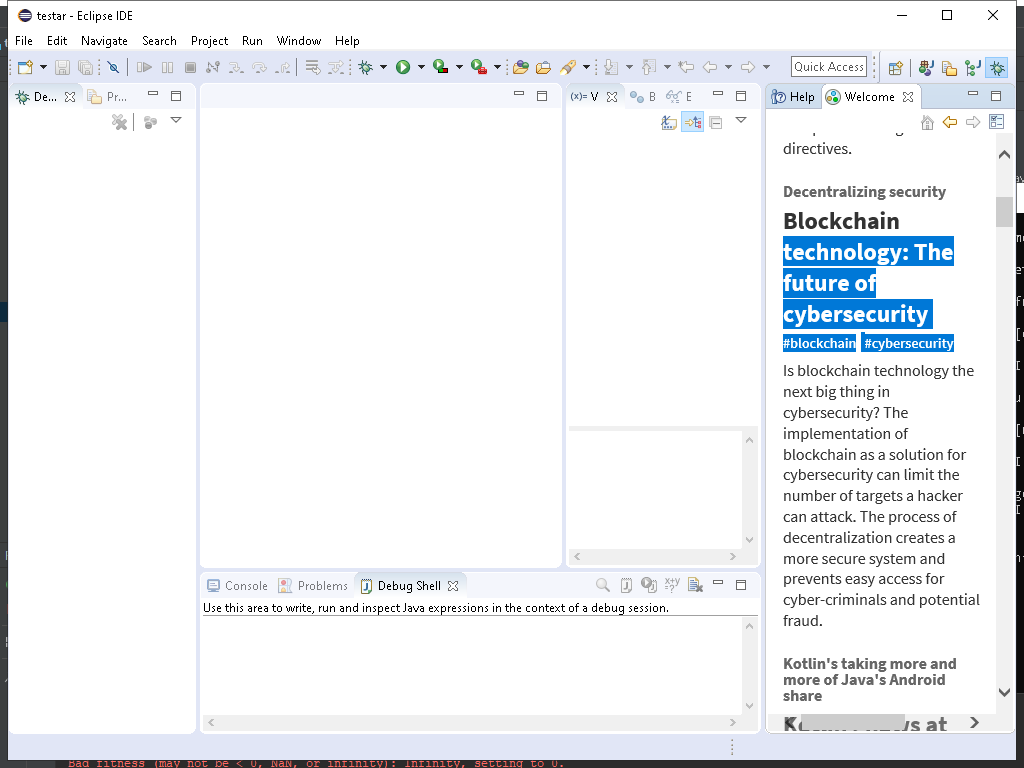 testar - Eclipse IDE
File Edit Navigate Search Project Run Window Help
Quick Access
De... Pr... (x)= V B E Help Welcome
directives.
Decentralizing security
Blockchain
technology: The
future of
cybersecurity
#blockchain #cybersecurity
Is blockchain technology the
next big thing in
cybersecurity? The
implementation of
blockchain as a solution for
cybersecurity can limit the
number of targets a hacker
can attack. The process of
decentralization creates a
more secure system and
prevents easy access for
cyber-criminals and potential
fraud.
Kotlin's taking more and
more of Java's Android
share
Console Problems Debug Shell
Use this area to write, run and inspect Java expressions in the context of a debug session.
Bad fitness (may not be < 0, NaN, or infinity): Infinity, setting to 0.